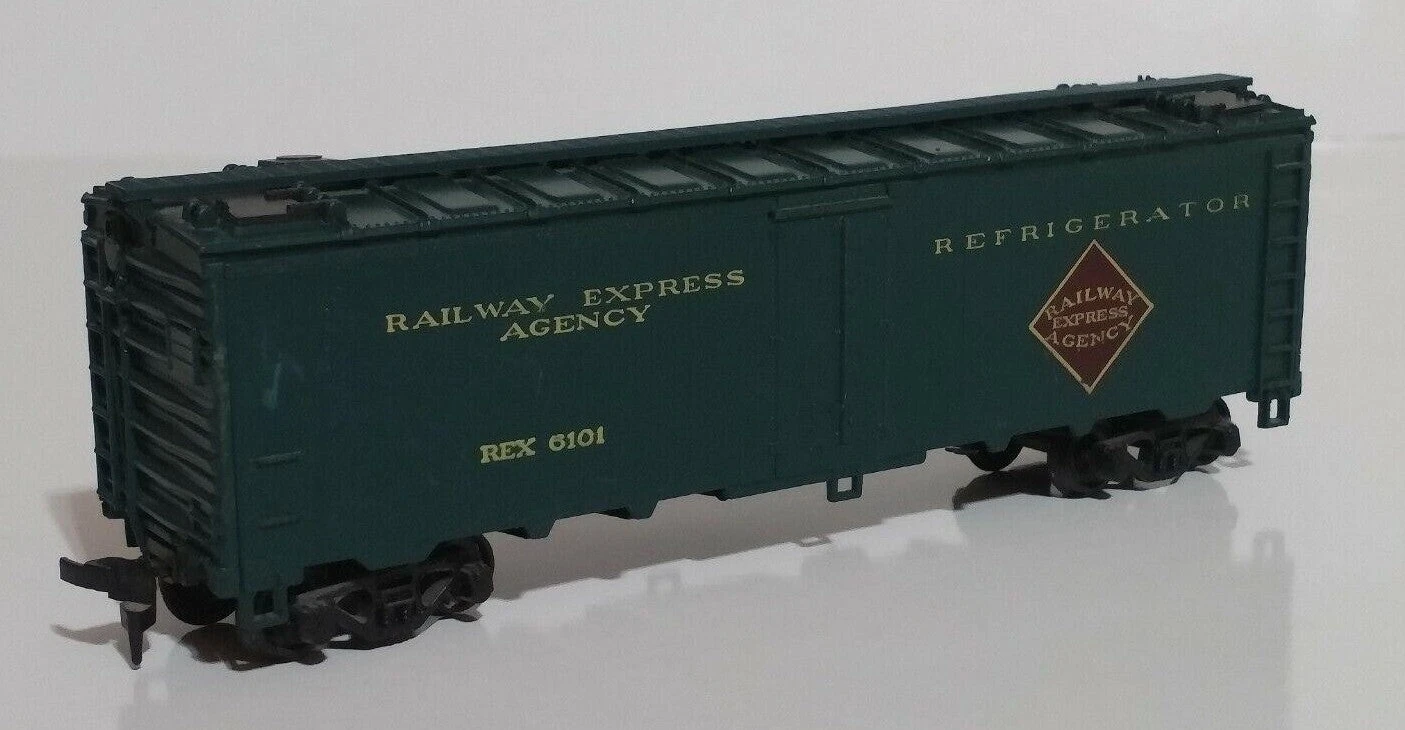 RAILWAY EXPRESS
AGENCY
REX 6101
REFRIGERATOR
RAILWAY
EXPRESS
AGENCY